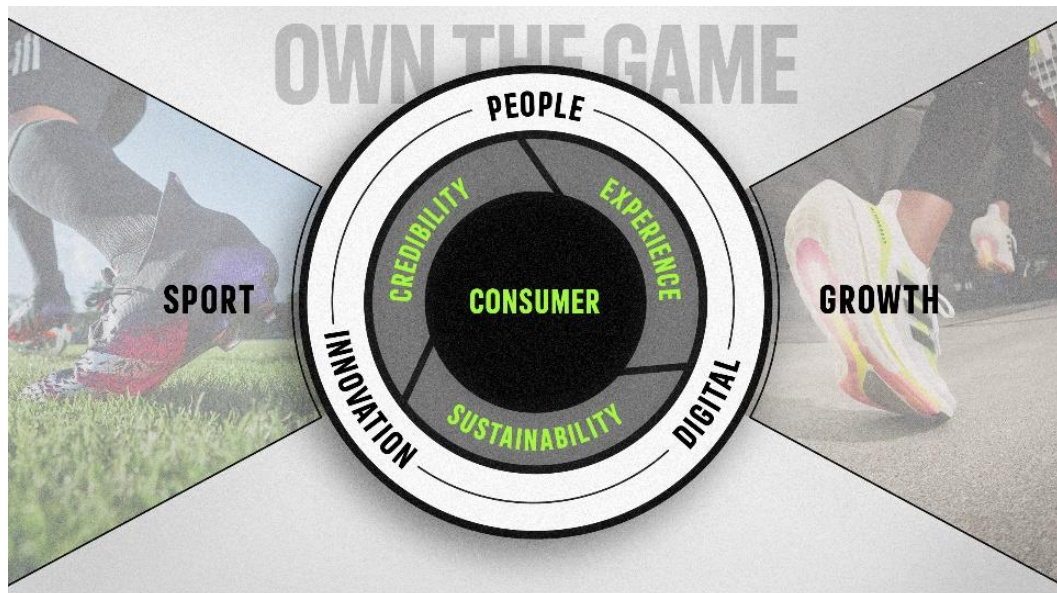 OWN THE GAME
PEOPLE
CREDIBILITY
EXPERIENCE
SPORT
CONSUMER
GROWTH
INNOVATION
SUSTAINABILITY
DIGITAL